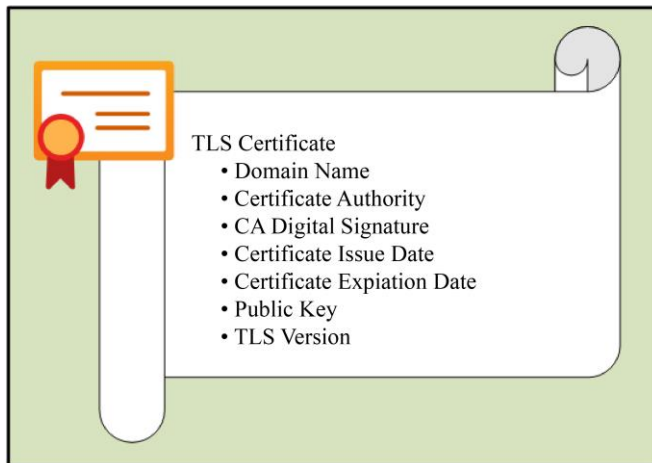 TLS Certificate
• Domain Name
• Certificate Authority
• CA Digital Signature
• Certificate Issue Date
• Certificate Expiation Date
• Public Key
• TLS Version